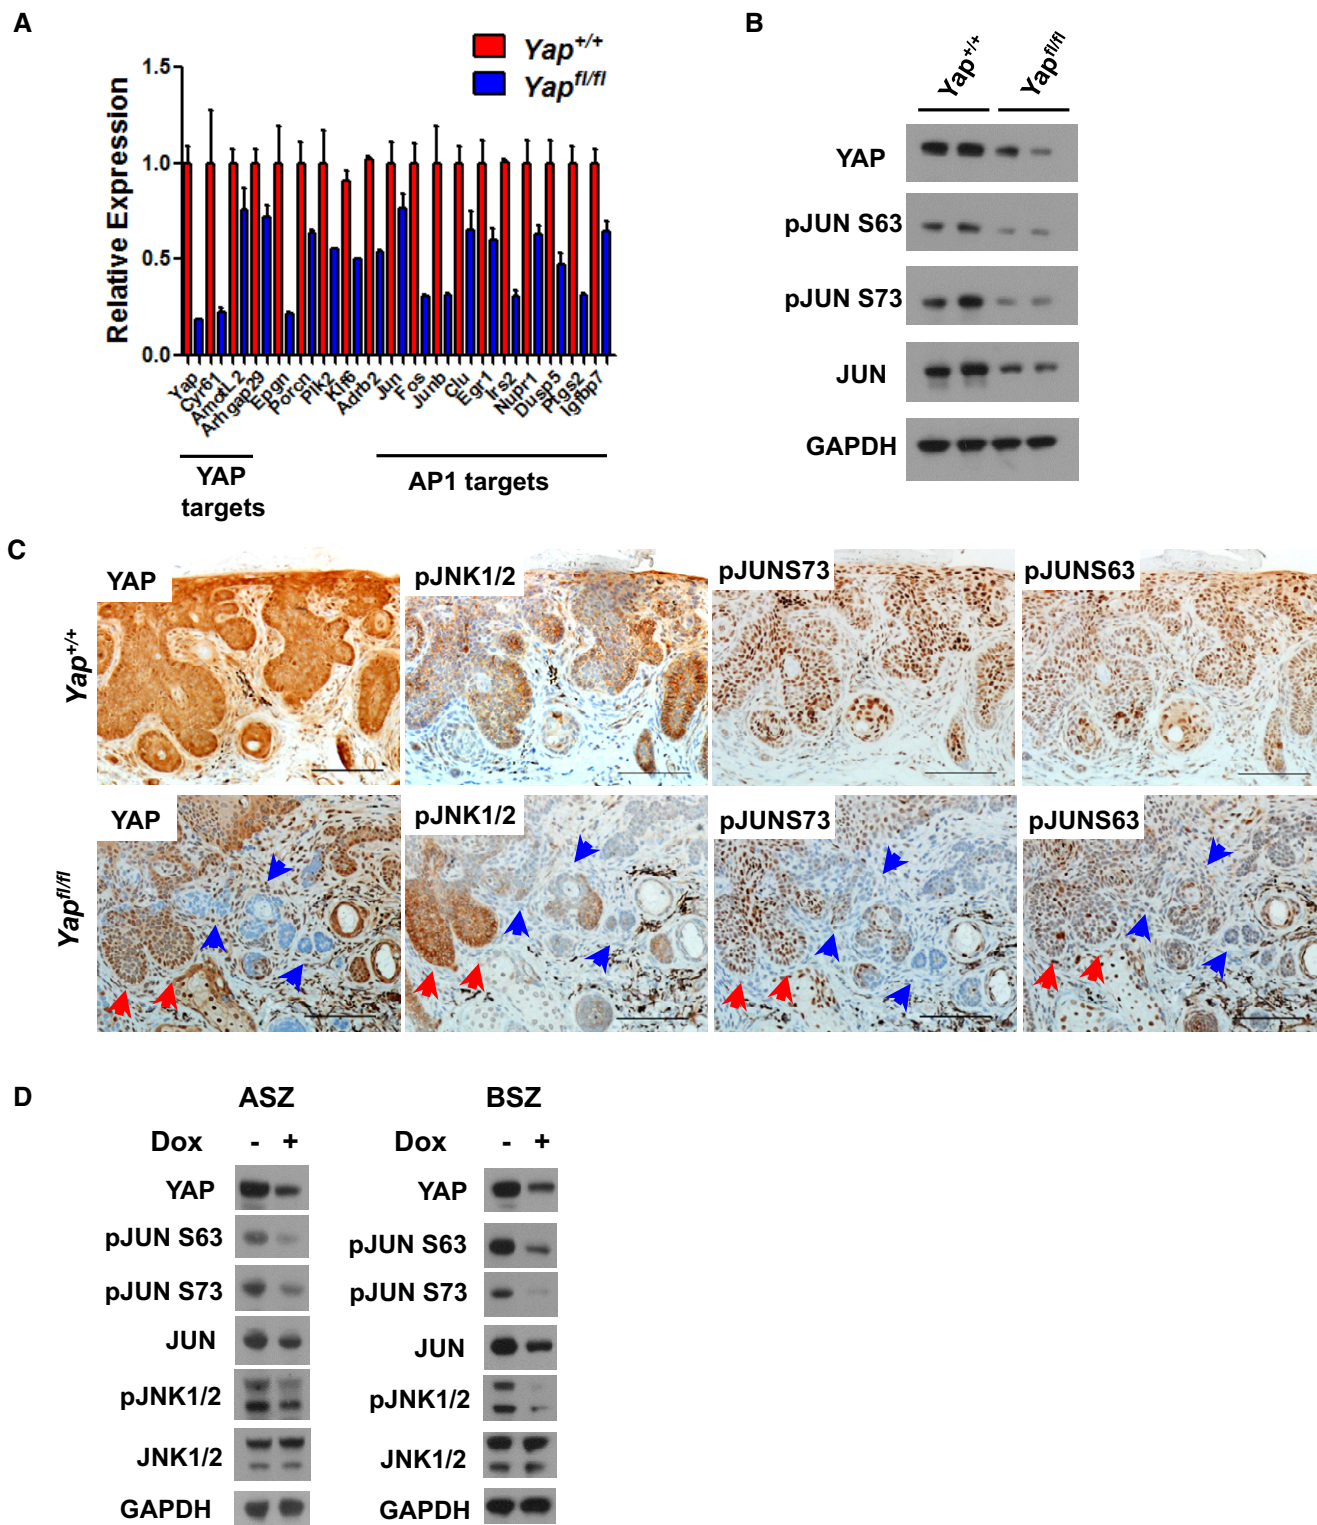 A
Yap+/+
Yapfl/fl
1.5
1.0
0.5
0.0
Relative Expression
Yap
Cyr61
AmotL2
Arhgap29
Epgn
Porcn
Plk2
Klf6
Adrb2
Jun
Fos
Junb
Clu
Egr1
Irs2
Nupr1
Dusp5
Ptgs2
Igfbp7
YAP
targets
AP1 targets
B
Yap+/+
Yapfl/fl
YAP
pJUN S63
pJUN S73
JUN
GAPDH
C
Yap+/+
YAP
pJNK1/2
pJUNS73
pJUNS63
Yapfl/fl
YAP
pJNK1/2
pJUNS73
pJUNS63
D
ASZ
Dox - +
YAP
pJUN S63
pJUN S73
JUN
pJNK1/2
JNK1/2
GAPDH
BSZ
Dox - +
YAP
pJUN S63
pJUN S73
JUN
pJNK1/2
JNK1/2
GAPDH